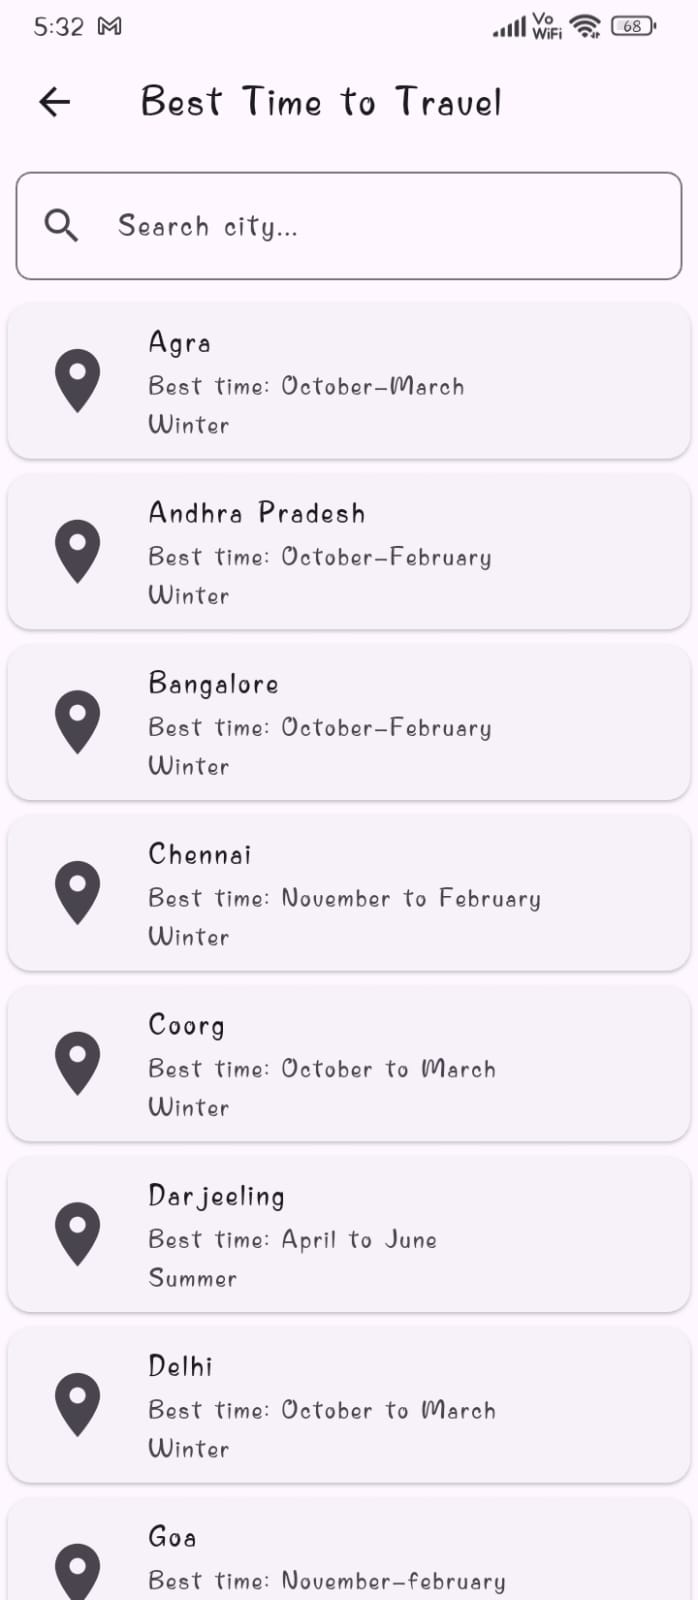 5:32
Vo
WiFi
68
Best Time to Travel
Search city...
Agra
Best time: October–March
Winter
Andhra Pradesh
Best time: October–February
Winter
Bangalore
Best time: October–February
Winter
Chennai
Best time: November to February
Winter
Coorg
Best time: October to March
Winter
Darjeeling
Best time: April to June
Summer
Delhi
Best time: October to March
Winter
Goa
Best time: November–february